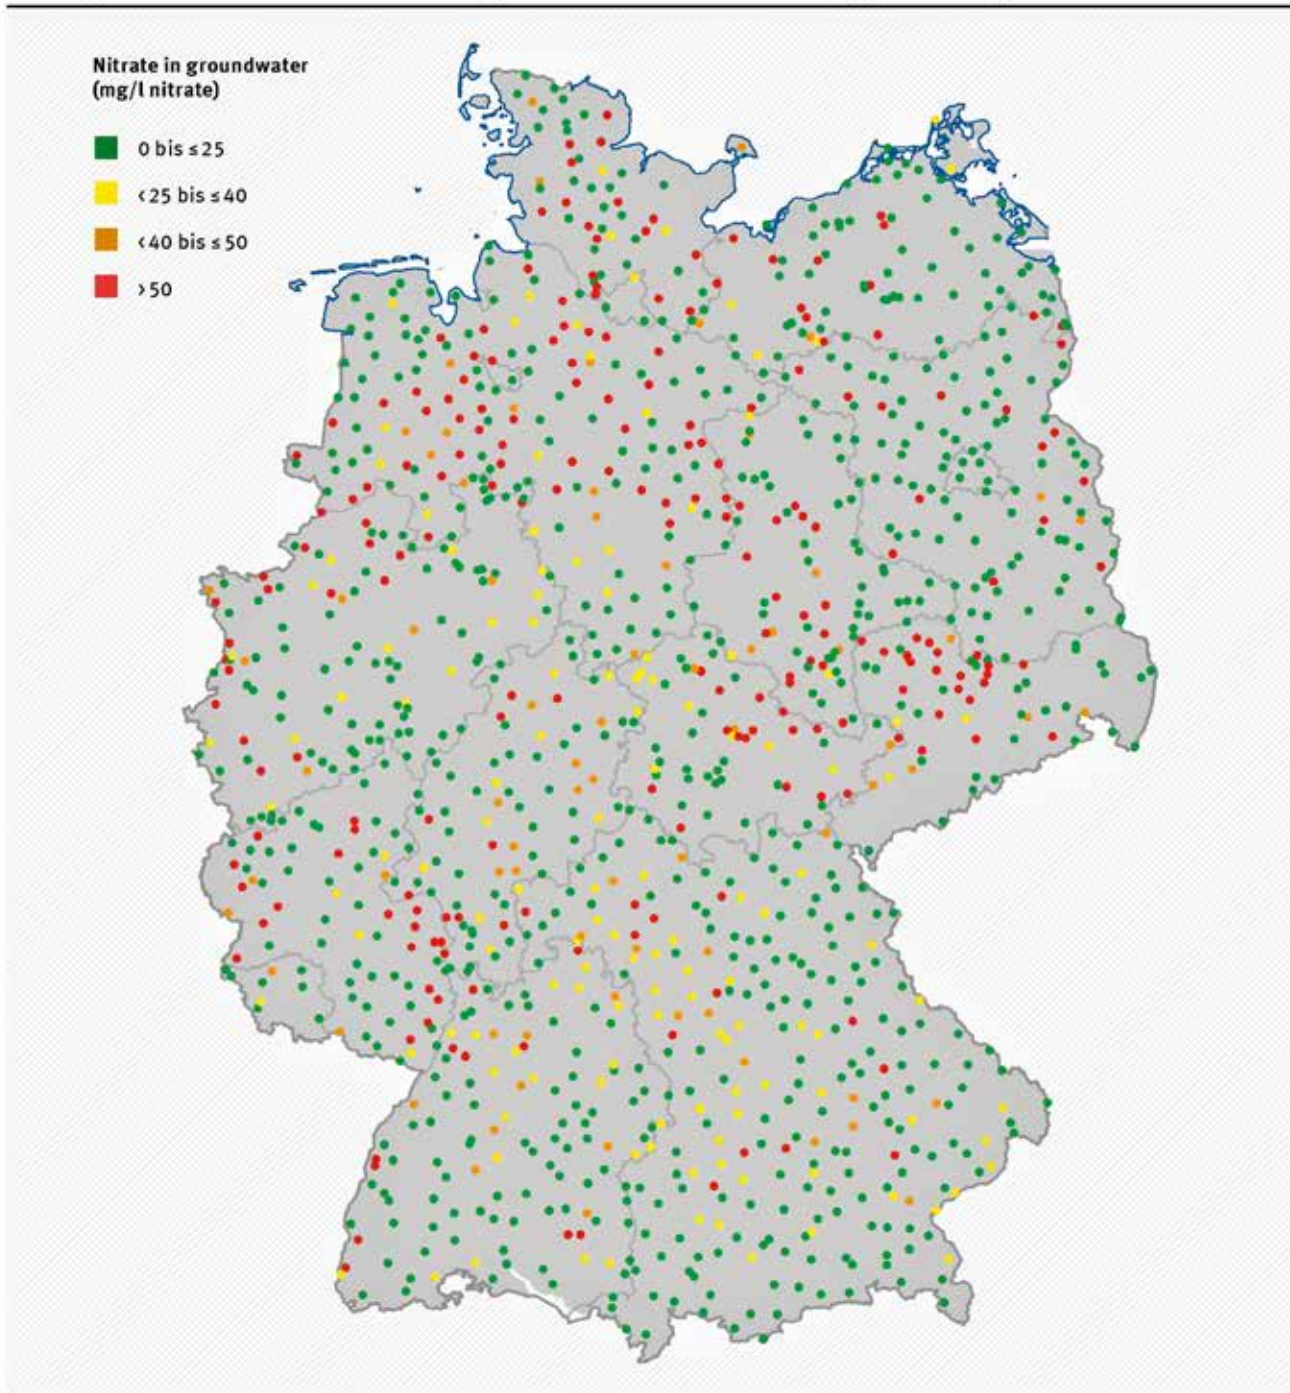 Nitrate in groundwater
(mg/l nitrate)
0 bis ≤ 25
‹ 25 bis ≤ 40
‹ 40 bis ≤ 50
› 50